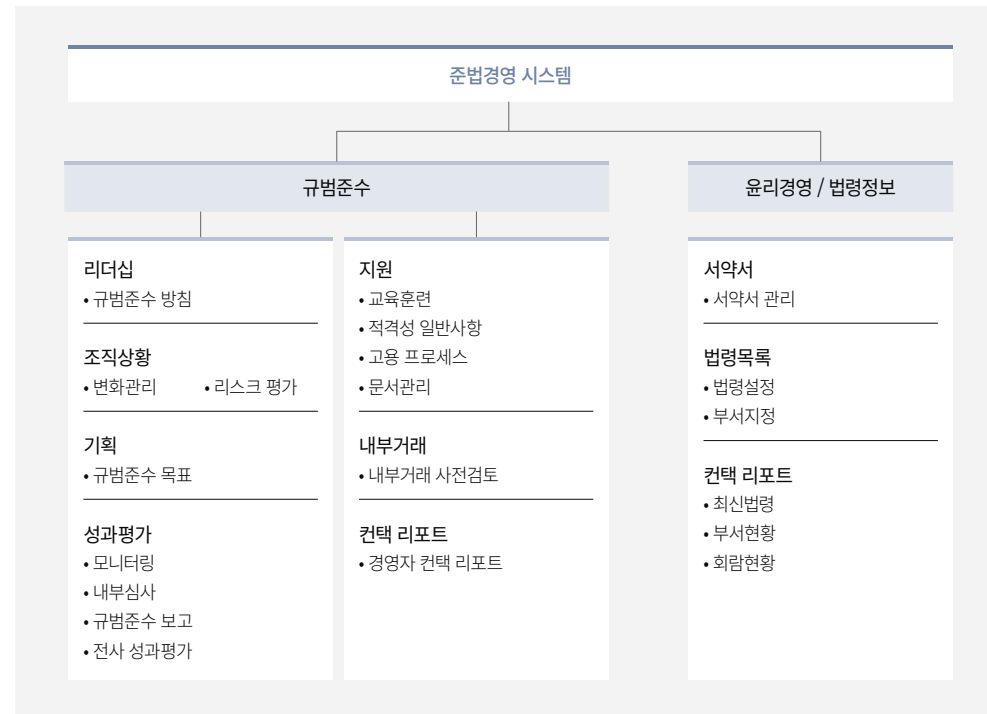 준법경영 시스템
규범준수
리더십
• 규범준수 방침
조직상황
• 변화관리 • 리스크 평가
기획
• 규범준수 목표
성과평가
• 모니터링
• 내부심사
• 규범준수 보고
• 전사 성과평가
지원
• 교육훈련
• 적격성 일반사항
• 고용 프로세스
• 문서관리
내부거래
• 내부거래 사전검토
컨택 리포트
• 경영자 컨택 리포트
윤리경영 / 법령정보
서약서
• 서약서 관리
법령목록
• 법령설정
• 부서지정
컨택 리포트
• 최신법령
• 부서현황
• 회람현황